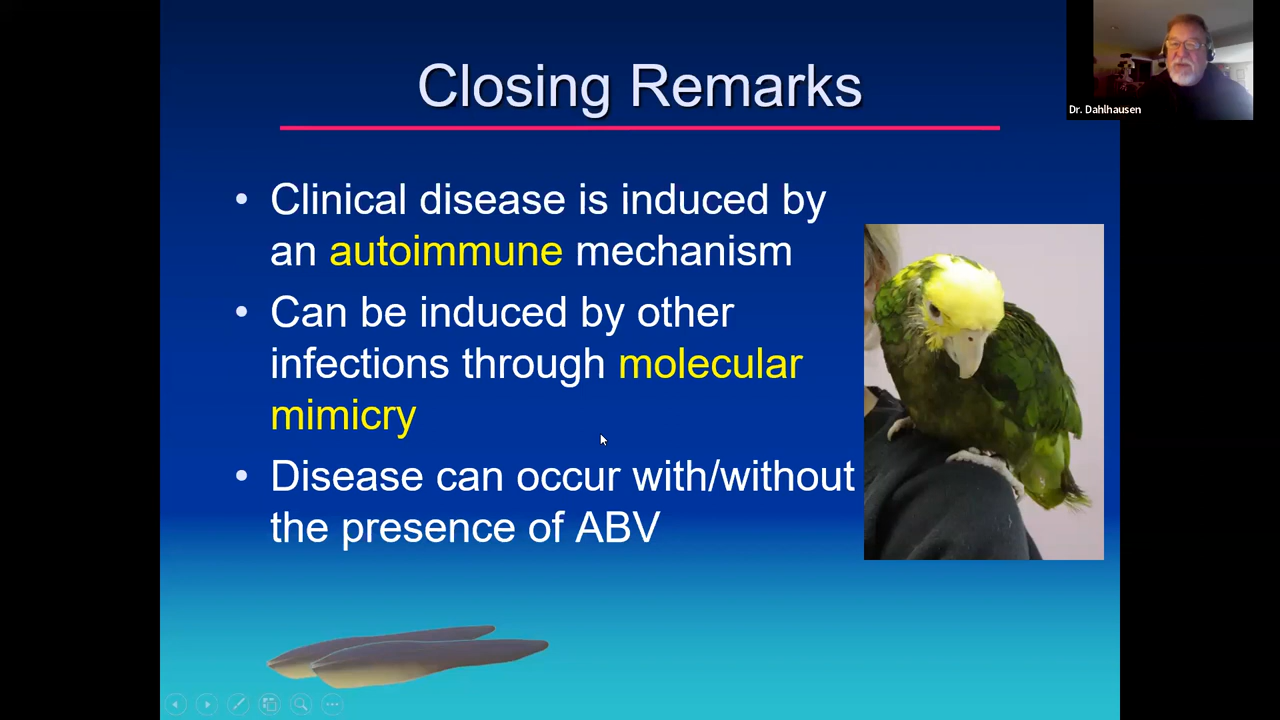 Closing Remarks
Dr. Dahlhausen
• Clinical disease is induced by
an autoimmune mechanism
• Can be induced by other
infections through molecular
mimicry
• Disease can occur with/without
the presence of ABV